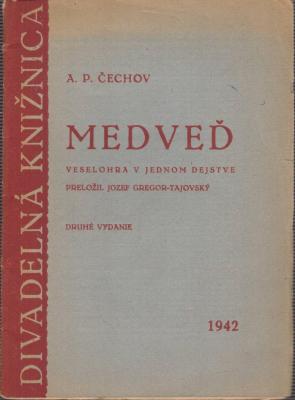 DIVADELNÁ KNIŽNICA
A. P. ČECHOV
MEDVEĎ
VESELOHRA V JEDNOM DEJSTVE
PRELOŽIL JOZEF GREGOR-TAJOVSKÝ
DRUHÉ VYDANIE
1942